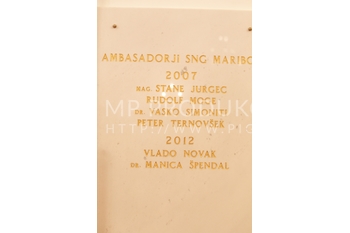 AMBASADORJI SNG MARIBO
2007
MAG. STANE JURGEC
RUDOLF MOČE
DR. VASKO SIMONITI
PETER TERNOVŠEK
2012
VLADO NOVAK
DR. MANICA ŠPENDAL